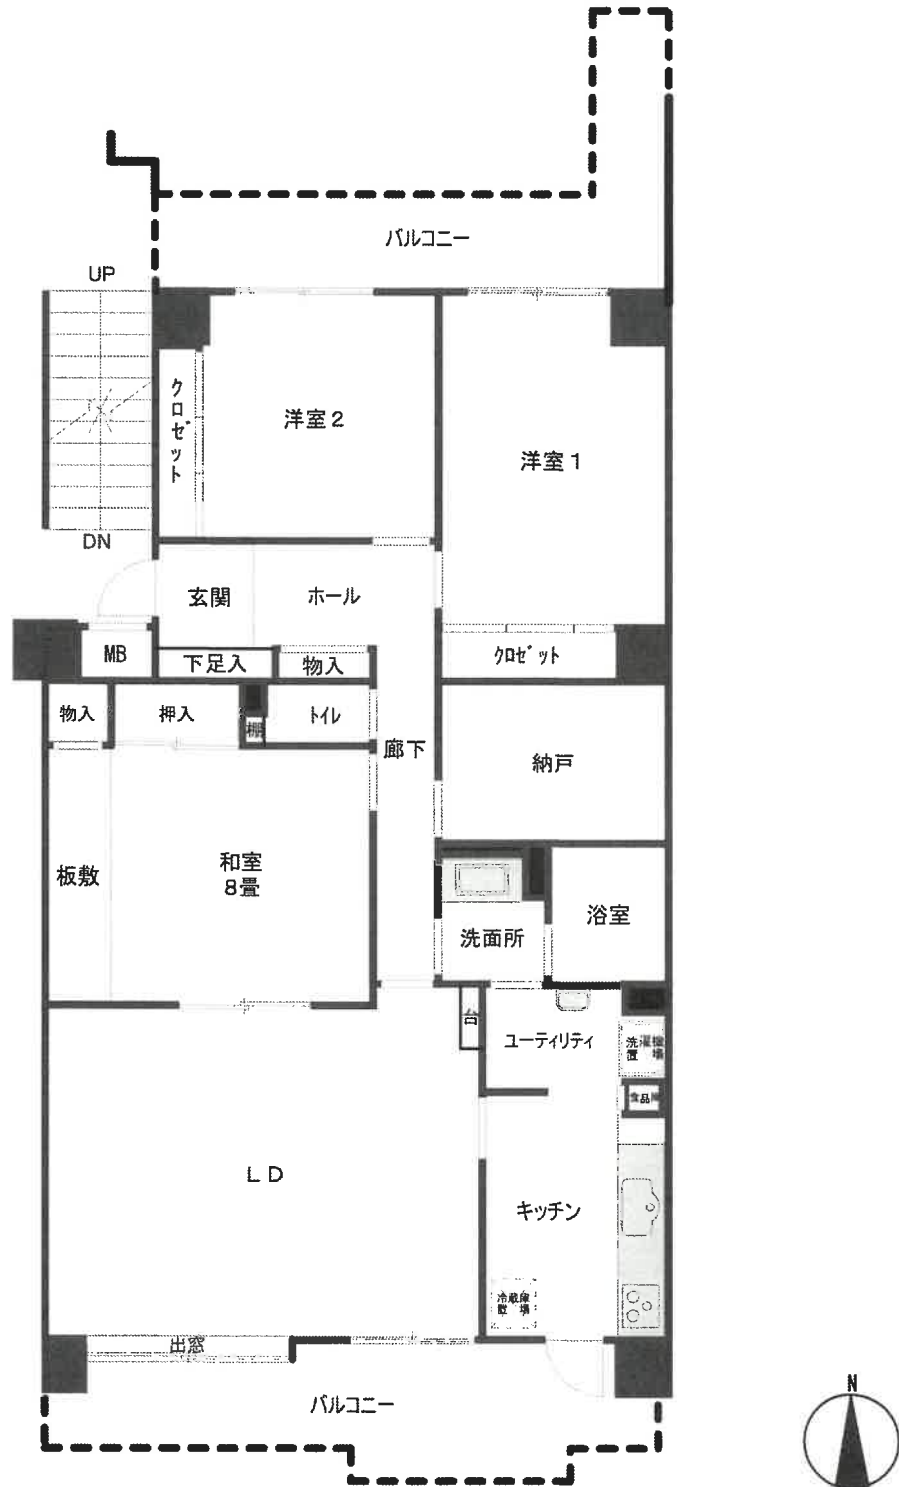 バルコニー
UP
クロゼット
洋室2
洋室1
DN
玄関
ホール
MB
下足入
物入
クロゼット
物入
押入
棚
トイレ
廊下
納戸
板敷
和室
8畳
洗面所
浴室
台
ユーティリティ
洗濯機
置場
食品庫
LD
キッチン
冷蔵庫
置場
出窓
バルコニー
N